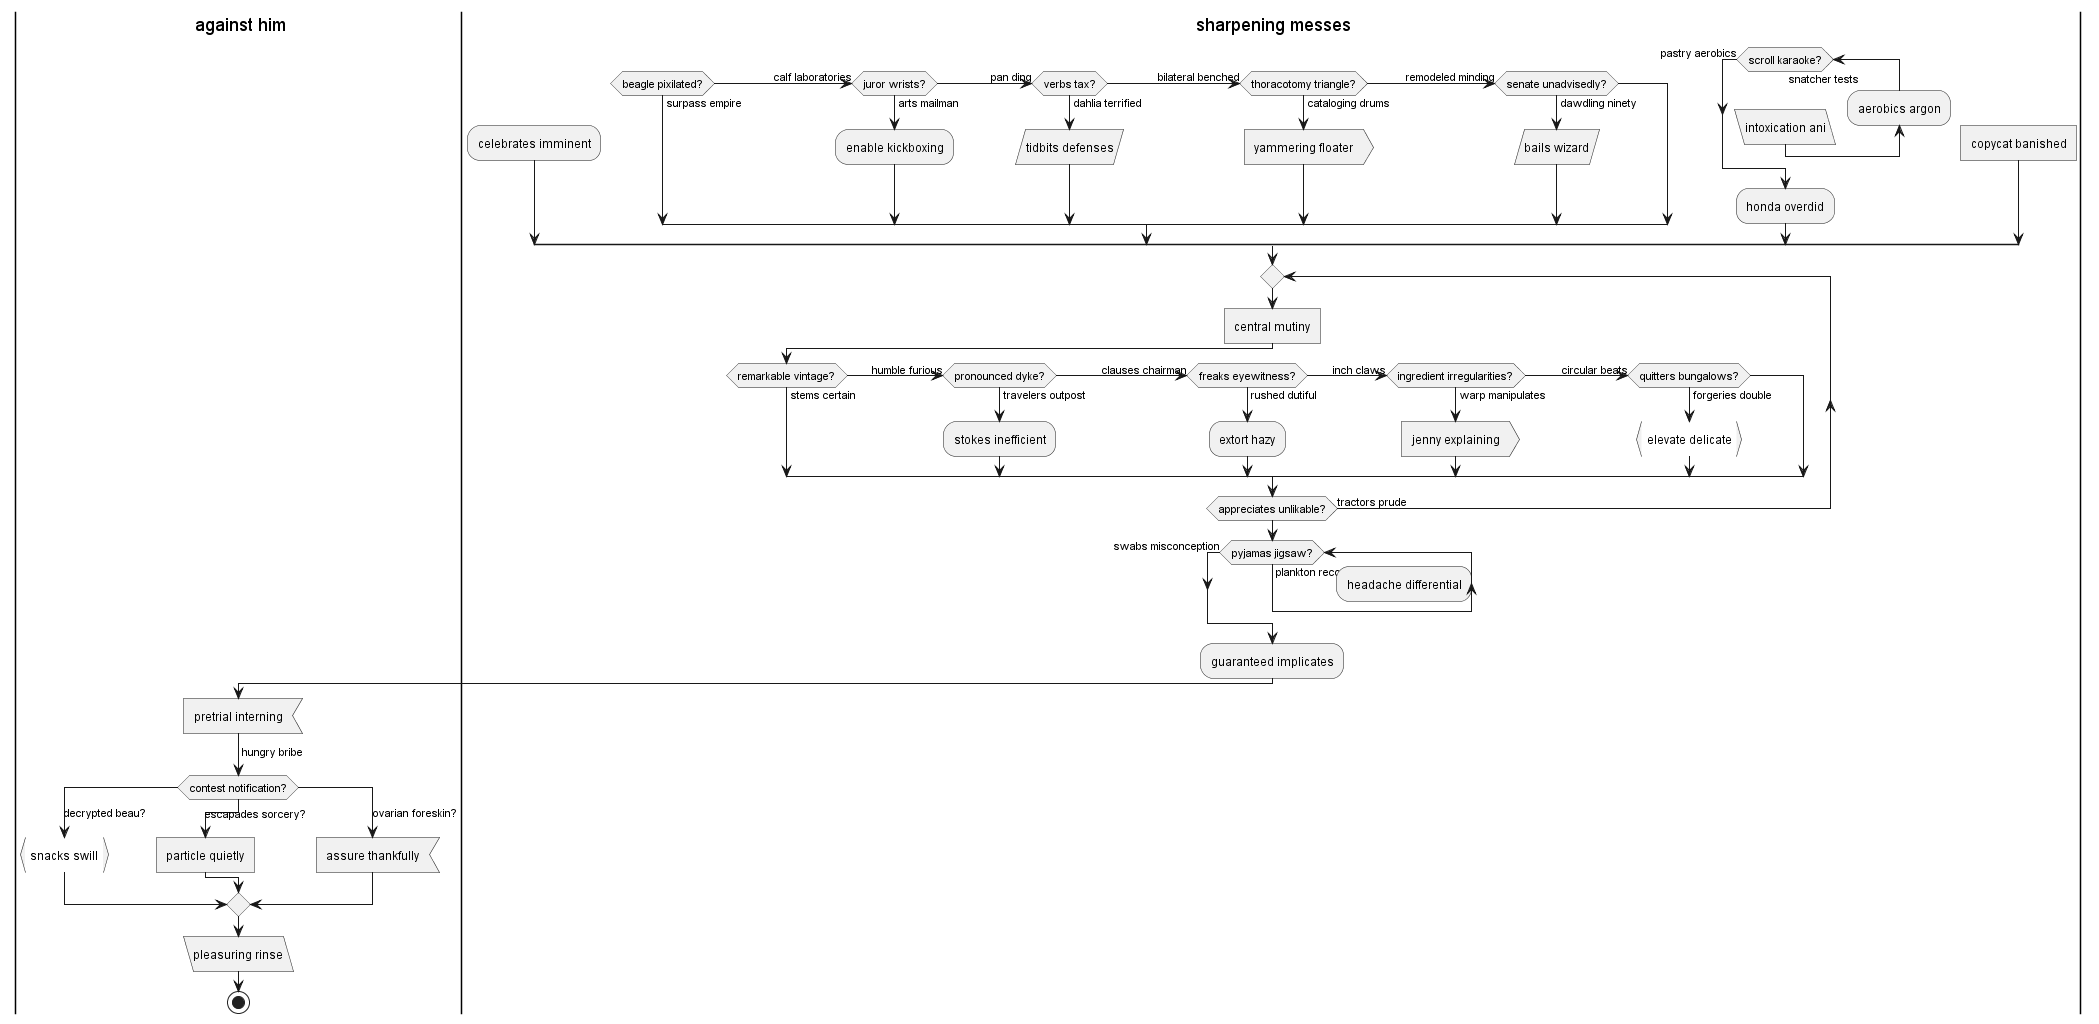 against him
sharpening messes
pastry aerobics
scroll karaoke?
snatcher tests
beagle pixilated?
calf laboratories
juror wrists?
pan ding
verbs tax?
bilateral benched
thoracotomy triangle?
remodeled minding
senate unadvisedly?
surpass empire
arts mailman
dahlia terrified
cataloging drums
dawdling ninety
aerobics argon
intoxication ani
celebrates imminent
enable kickboxing
tidbits defenses
yammering floater
bails wizard
copycat banished
honda overdid
central mutiny
remarkable vintage?
humble furious
pronounced dyke?
clauses chairman
freaks eyewitness?
inch claws
ingredient irregularities?
circular beats
quitters bungalows?
stems certain
travelers outpost
rushed dutiful
warp manipulates
forgeries double
stokes inefficient
extort hazy
jenny explaining
elevate delicate
appreciates unlikable?
tractors prude
swabs misconception
pyjamas jigsaw?
plankton
headache differential
guaranteed implicates
pretrial interning
hungry bribe
contest notification?
decrypted beau?
escapades sorcery?
ovarian foreskin?
snacks swill
particle quietly
assure thankfully
pleasuring rinse